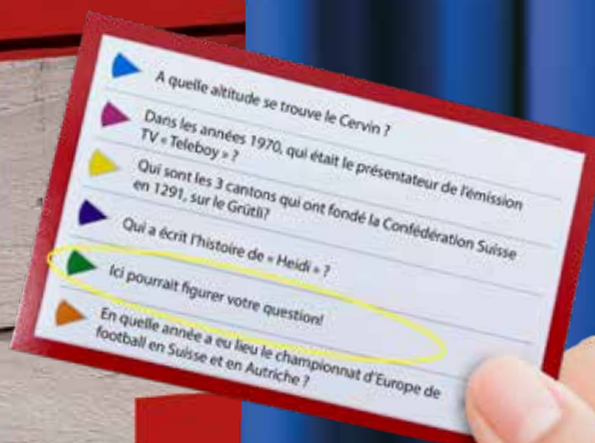 A quelle altitude se trouve le Cervin ?
Dans les années 1970, qui était le présentateur de l'émission
TV « Teleboy » ?
Qui sont les 3 cantons qui ont fondé la Confédération Suisse
en 1291, sur le Grütli?
Qui a écrit l'histoire de « Heidi » ?
Ici pourrait figurer votre question!
En quelle année a eu lieu le championnat d'Europe de
football en Suisse et en Autriche ?